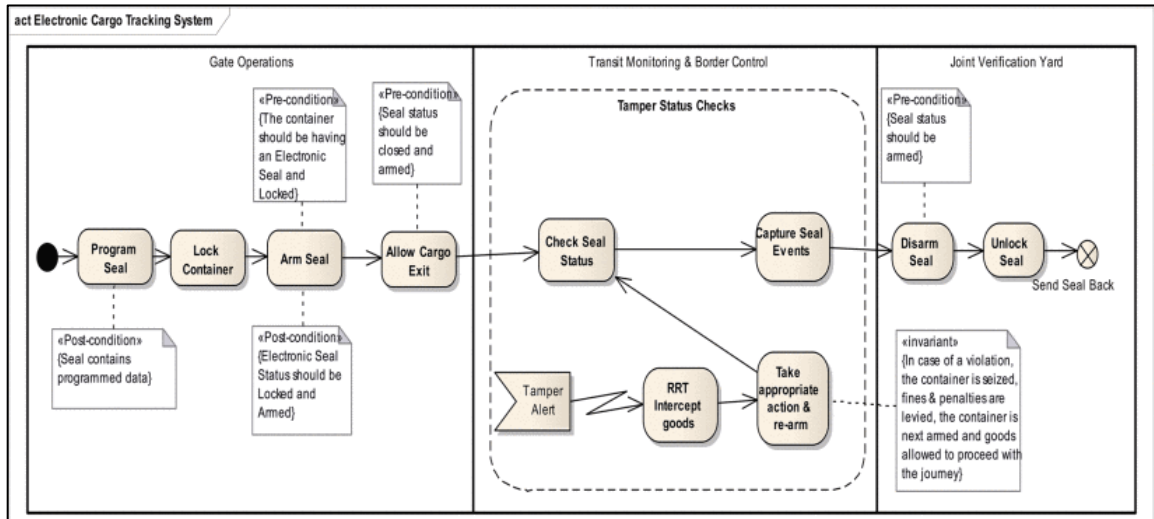 act Electronic Cargo Tracking System
Gate Operations
Transit Monitoring & Border Control
Joint Verification Yard
«Pre-condition»
{The container
should be having
an Electronic
Seal and
Locked}
«Pre-condition»
{Seal status
should be
closed and
armed}
Tamper Status Checks
«Pre-condition»
{Seal status
should be
armed}
Program
Seal
Lock
Container
Arm Seal
Allow Cargo
Exit
Check Seal
Status
Capture Seal
Events
Disarm
Seal
Unlock
Seal
Send Seal Back
«Post-condition»
{Seal contains
programmed data}
«Post-condition»
{Electronic Seal
Status should be
Locked and
Armed}
Tamper
Alert
RRT
Intercept
goods
Take
appropriate
action &
re-arm
«invariant»
{In case of a violation,
the container is seized,
fines & penalties are
levied, the container is
next armed and goods
allowed to proceed with
the journey}